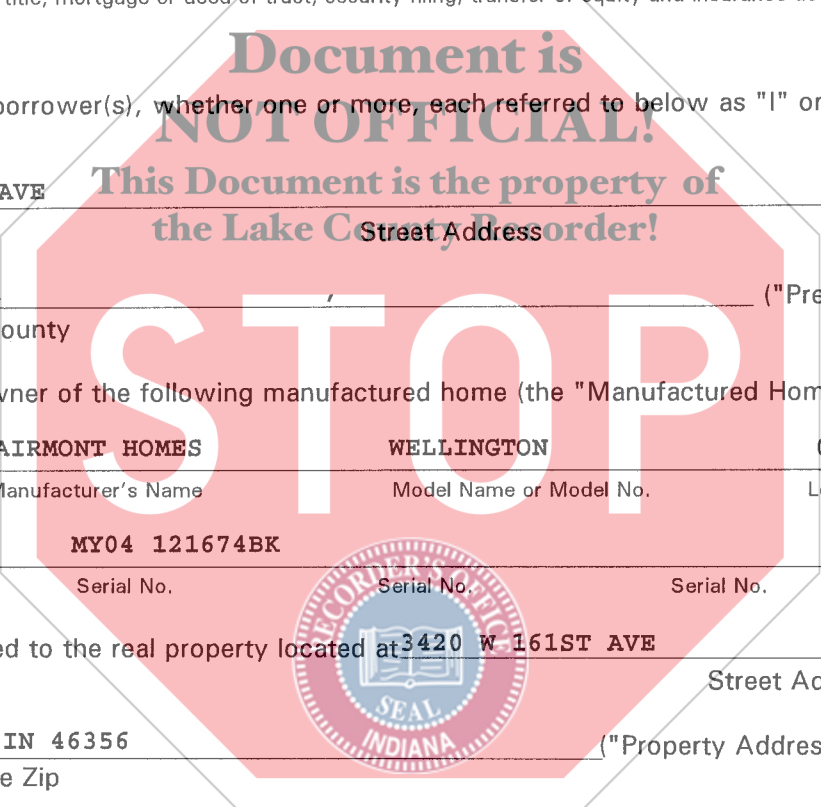 title, mortgage or deed of trust, security filing, transfer of equity and insurance
Document is
borrower(s), whether one or more, each referred to below as "I" or
NOT OFFICIAL!
This Document is the property of
AVE
the Lake County Recorder!
Street Address
("Pre
ounty
wner of the following manufactured home (the "Manufactured Hom
AIRMONT HOMES WELLINGTON
Manufacturer's Name Model Name or Model No. L
STOP
MY04 121674BK
Serial No. Serial No. Serial No.
RECORDER'S OFFICE
ed to the real property located at 3420 W 161ST AVE
Street Ad
SEAL
INDIANA
IN 46356 ("Property Addres
e Zip